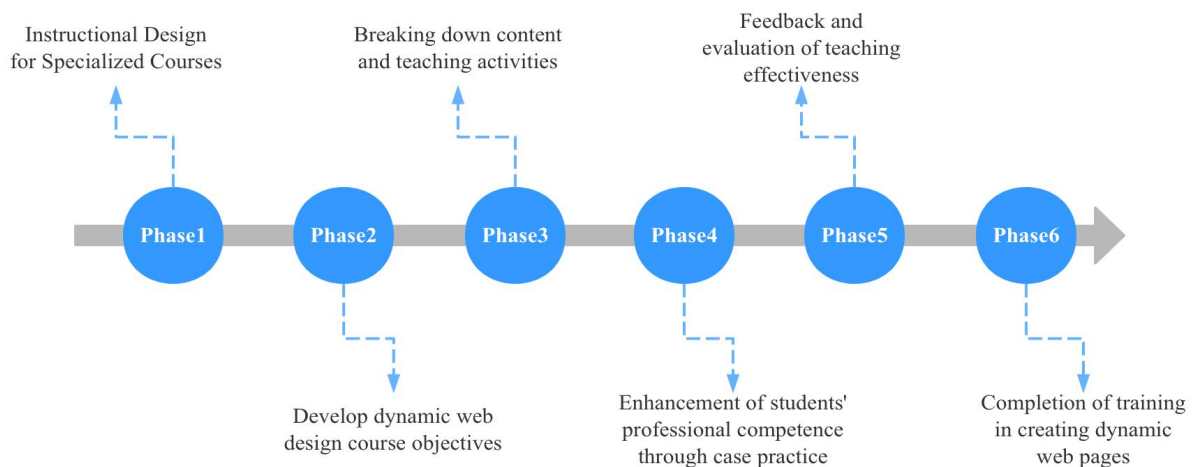 Instructional Design
for Specialized Courses
Breaking down content
and teaching activities
Feedback and
evaluation of teaching
effectiveness
Phase1
Phase2
Phase3
Phase4
Phase5
Phase6
Develop dynamic web
design course objectives
Enhancement of students'
professional competence
through case practice
Completion of training
in creating dynamic
web pages